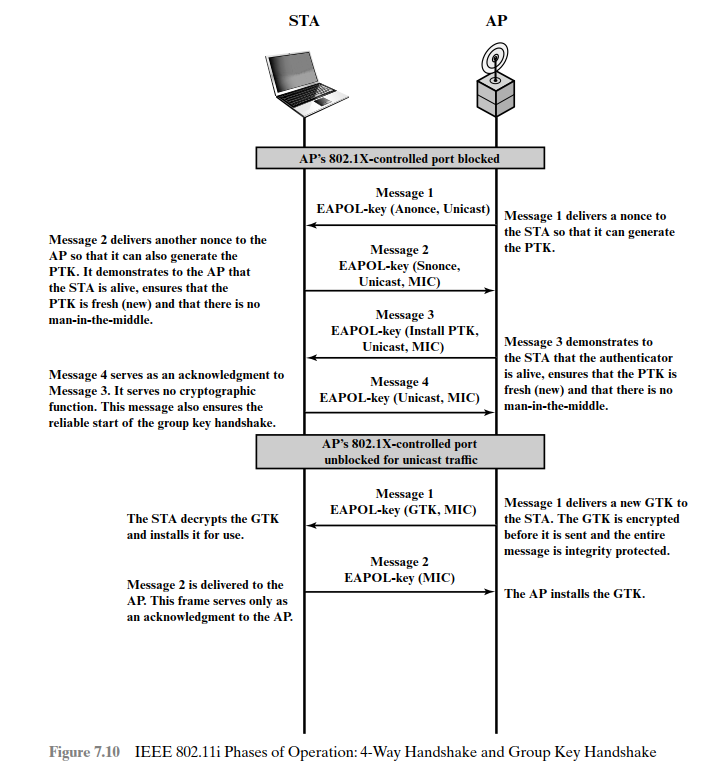 STA
AP
AP's 802.1X-controlled port blocked
Message 1
EAPOL-key (Anonce, Unicast)
Message 1 delivers a nonce to
the STA so that it can generate
the PTK.
Message 2 delivers another nonce to the
AP so that it can also generate the
PTK. It demonstrates to the AP that
the STA is alive, ensures that the
PTK is fresh (new) and that there is no
man-in-the-middle.
Message 2
EAPOL-key (Snonce,
Unicast, MIC)
Message 3
EAPOL-key (Install PTK,
Unicast, MIC)
Message 3 demonstrates to
the STA that the authenticator
is alive, ensures that the PTK is
fresh (new) and that there is no
man-in-the-middle.
Message 4 serves as an acknowledgment to
Message 3. It serves no cryptographic
function. This message also ensures the
reliable start of the group key handshake.
Message 4
EAPOL-key (Unicast, MIC)
AP's 802.1X-controlled port
unblocked for unicast traffic
Message 1
EAPOL-key (GTK, MIC)
Message 1 delivers a new GTK to
the STA. The GTK is encrypted
before it is sent and the entire
message is integrity protected.
The STA decrypts the GTK
and installs it for use.
Message 2
EAPOL-key (MIC)
Message 2 is delivered to the
AP. This frame serves only as
an acknowledgment to the AP.
The AP installs the GTK.
Figure 7.10 IEEE 802.11i Phases of Operation: 4-Way Handshake and Group Key Handshake